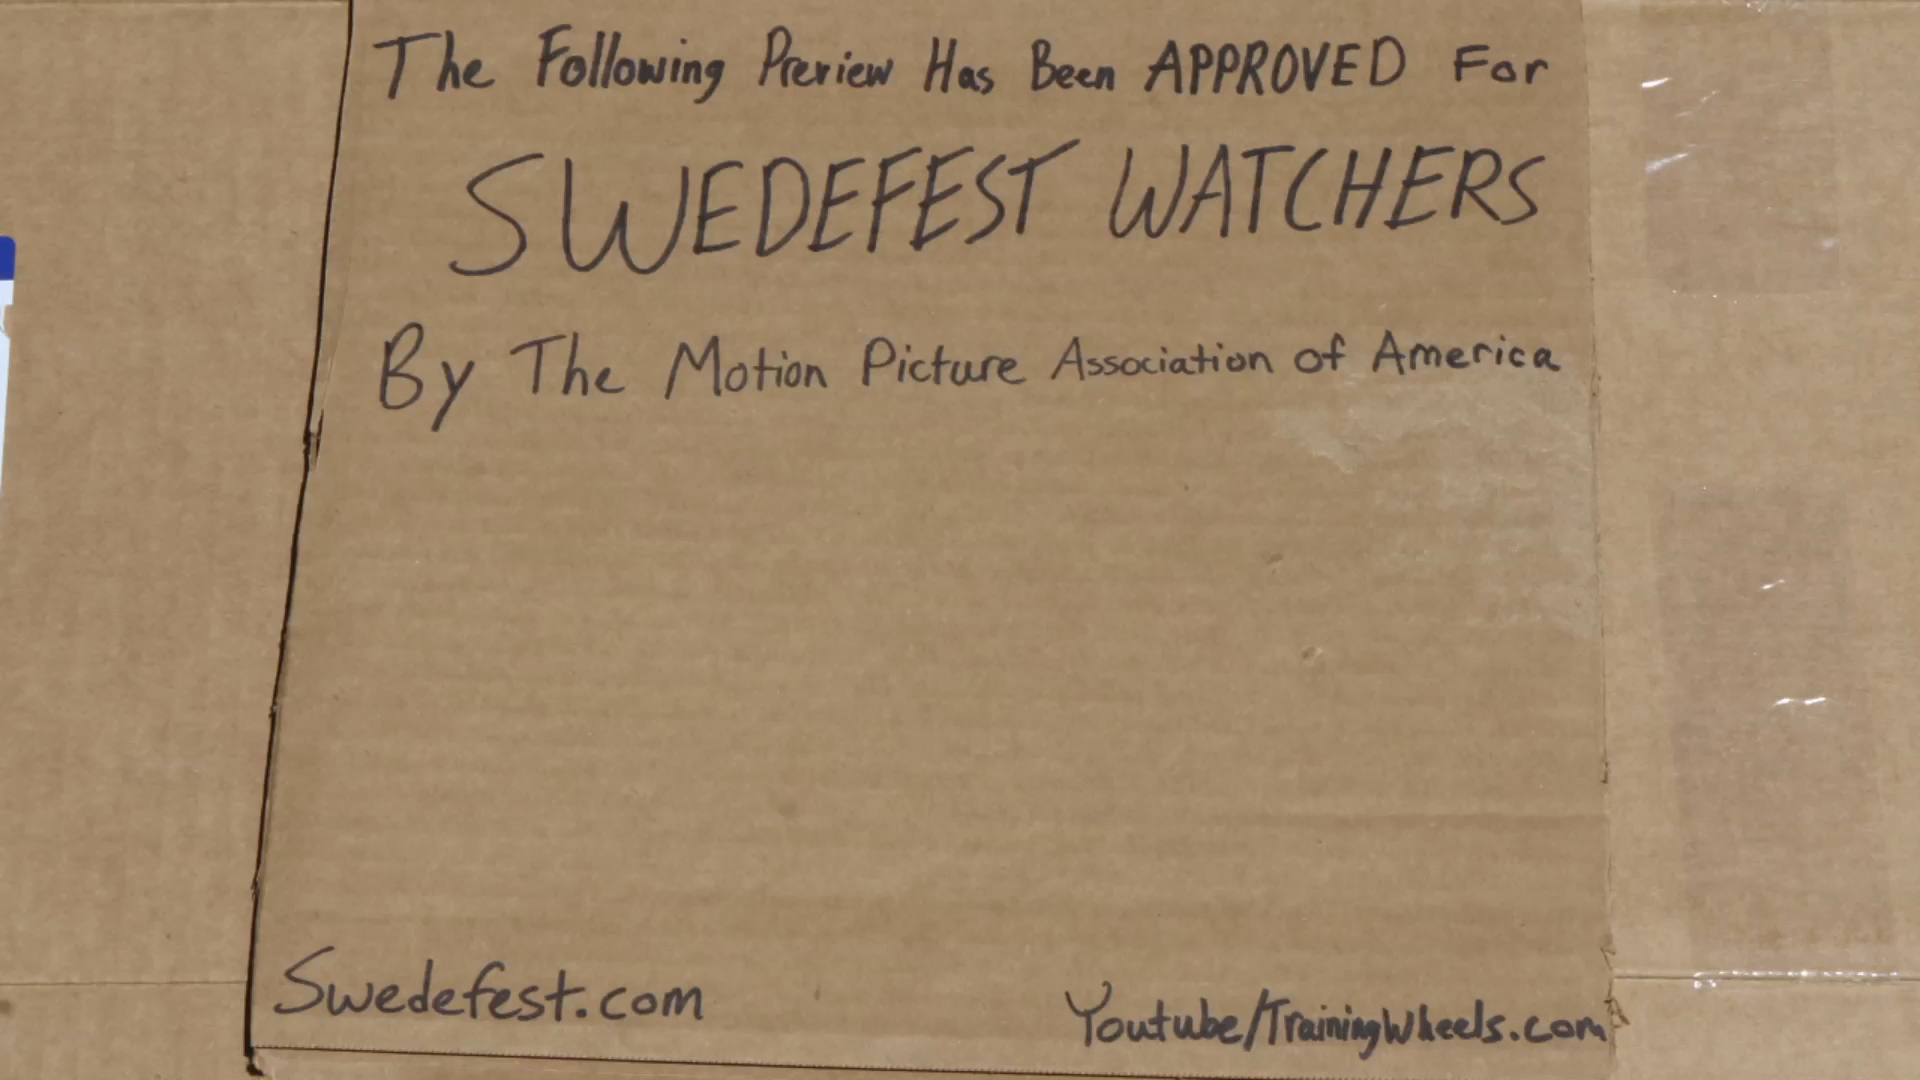 The Following Preview Has Been APPROVED For
SWEDEFEST WATCHERS
By The Motion Picture Association of America
Swedefest.com
Youtube/TrainingWheels.com